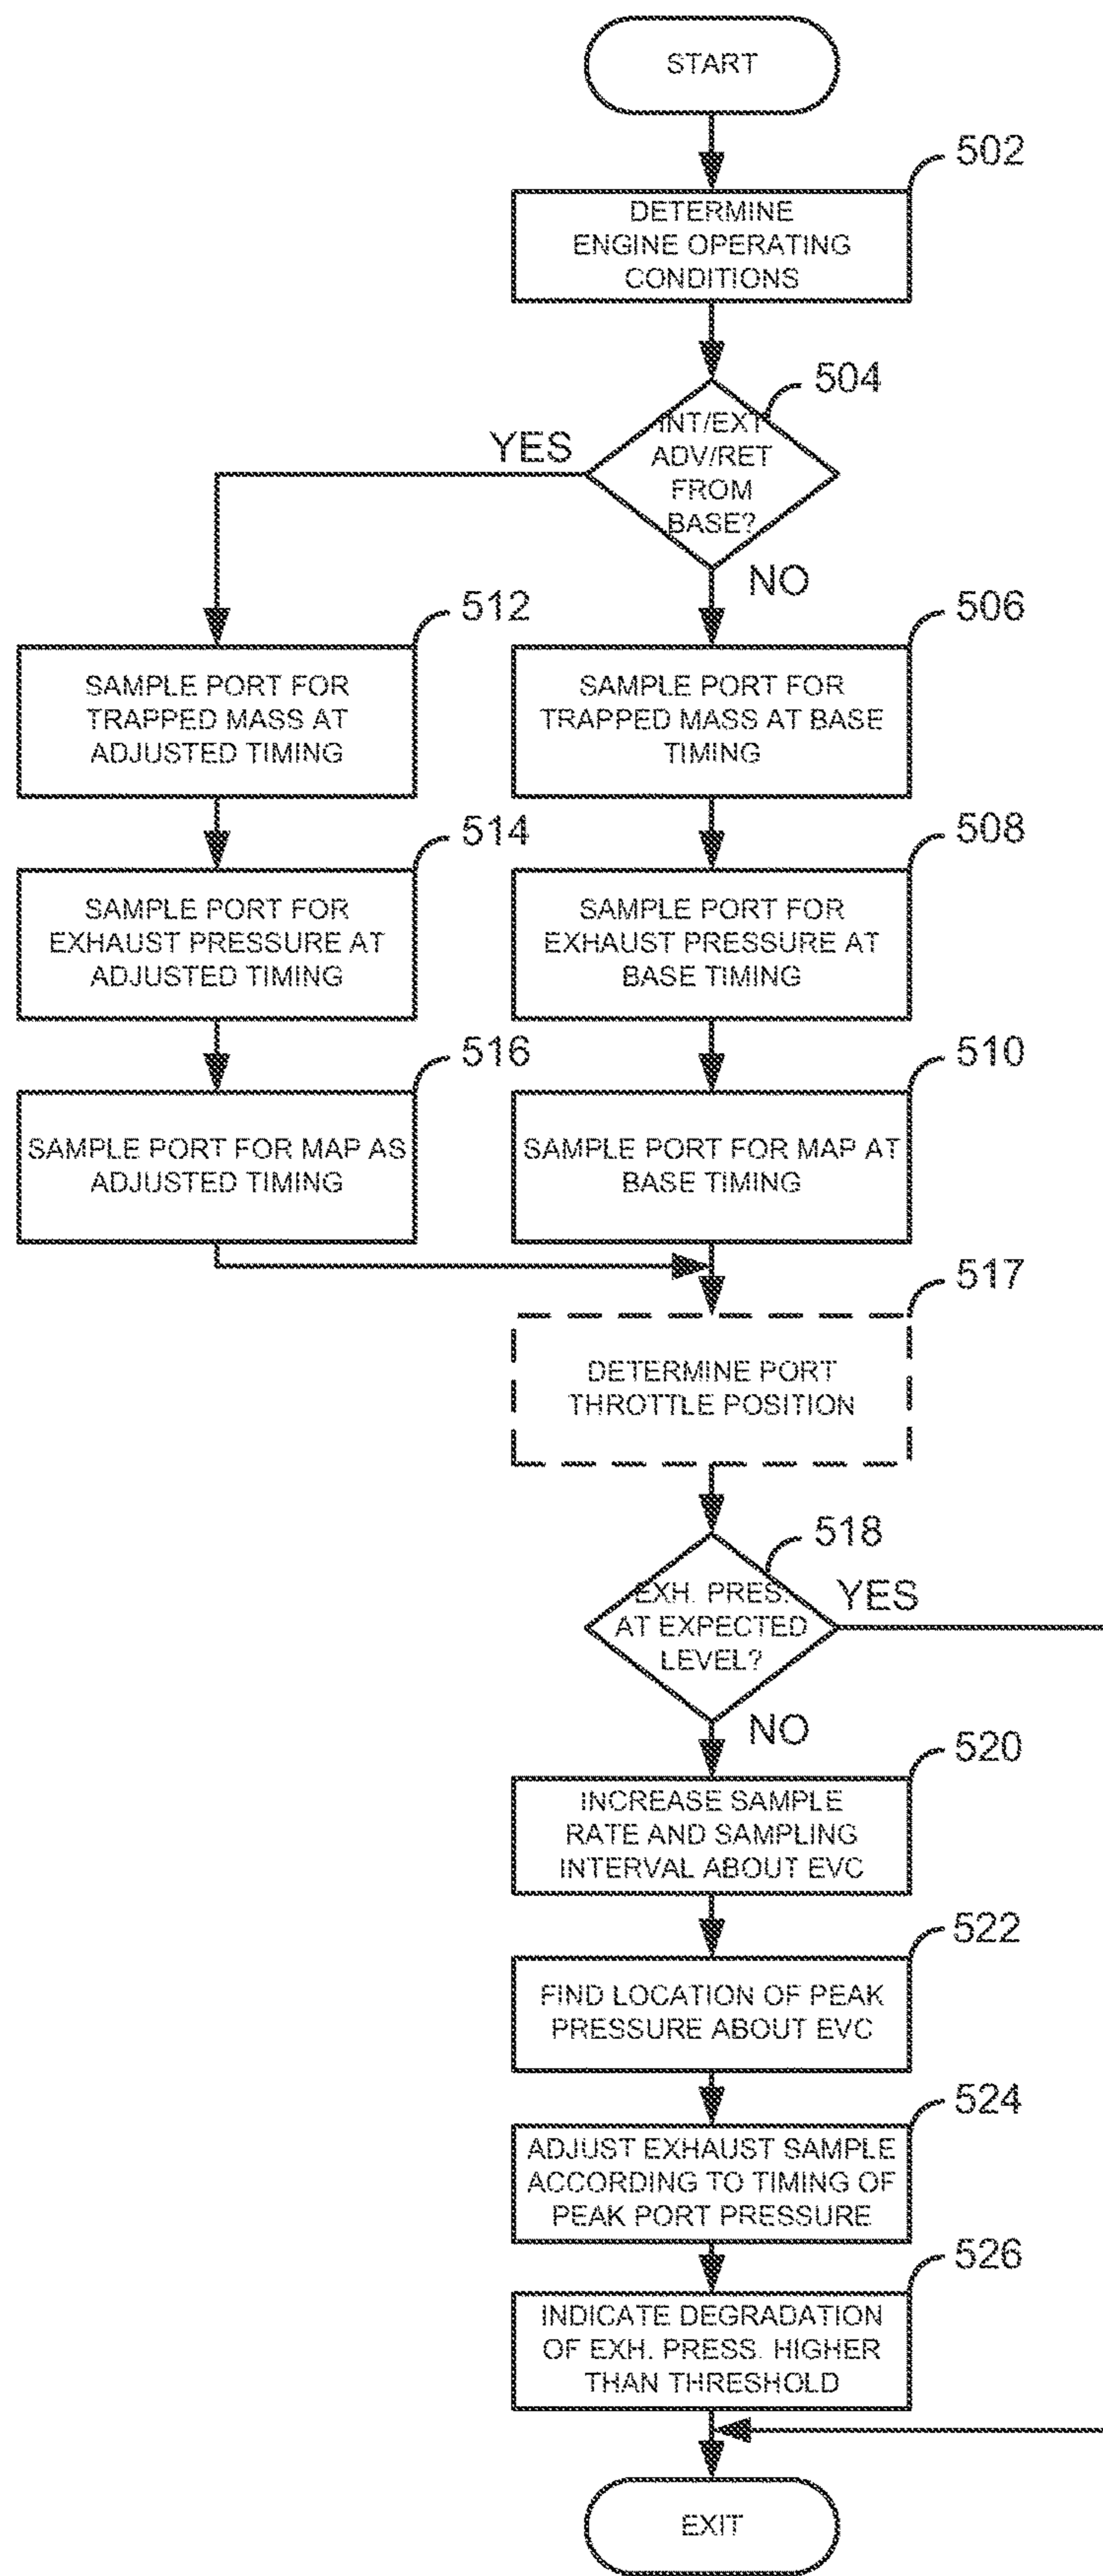 START
502
DETERMINE
ENGINE OPERATING
CONDITIONS
504
INT/EXT
ADV/RET
FROM
BASE?
YES
NO
512
SAMPLE PORT FOR
TRAPPED MASS AT
ADJUSTED TIMING
506
SAMPLE PORT FOR
TRAPPED MASS AT BASE
TIMING
514
SAMPLE PORT FOR
EXHAUST PRESSURE AT
ADJUSTED TIMING
508
SAMPLE PORT FOR
EXHAUST PRESSURE AT
BASE TIMING
516
SAMPLE PORT FOR MAP AS
ADJUSTED TIMING
510
SAMPLE PORT FOR MAP AT
BASE TIMING
517
DETERMINE PORT
THROTTLE POSITION
518
EXH. PRES.
AT EXPECTED
LEVEL?
YES
NO
520
INCREASE SAMPLE
RATE AND SAMPLING
INTERVAL ABOUT EVC
522
FIND LOCATION OF PEAK
PRESSURE ABOUT EVC
524
ADJUST EXHAUST SAMPLE
ACCORDING TO TIMING OF
PEAK PORT PRESSURE
526
INDICATE DEGRADATION
OF EXH. PRESS. HIGHER
THAN THRESHOLD
EXIT